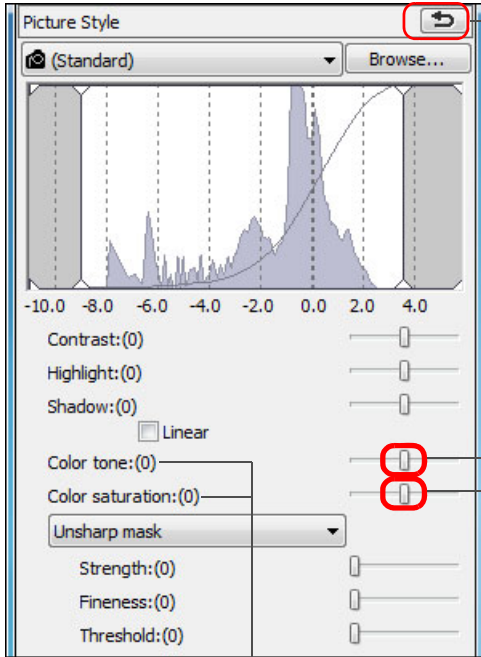 Picture Style
(Standard)
Browse...
-10.0 -8.0 -6.0 -4.0 -2.0 0.0 2.0 4.0
Contrast:(0)
Highlight:(0)
Shadow:(0)
Linear
Color tone:(0)
Color saturation:(0)
Unsharp mask
Strength:(0)
Fineness:(0)
Threshold:(0)